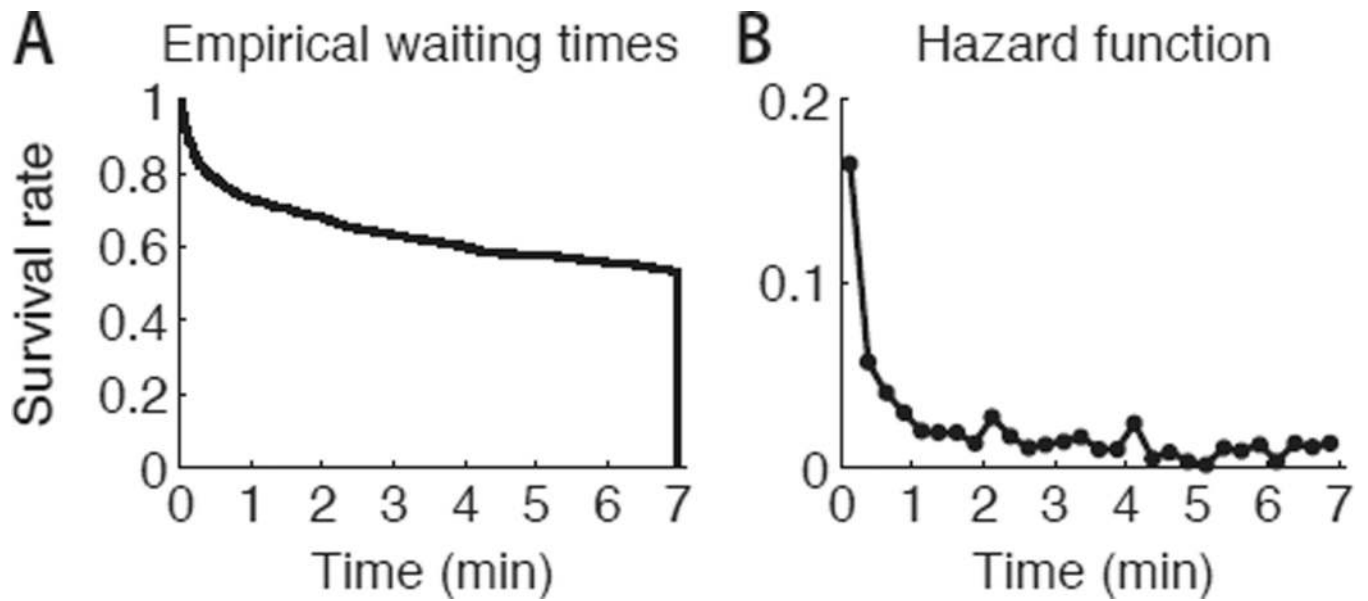 A Empirical waiting times
Survival rate
1
0.8
0.6
0.4
0.2
0
0 1 2 3 4 5 6 7
Time (min)
B Hazard function
0.2
0.1
0
0 1 2 3 4 5 6 7
Time (min)